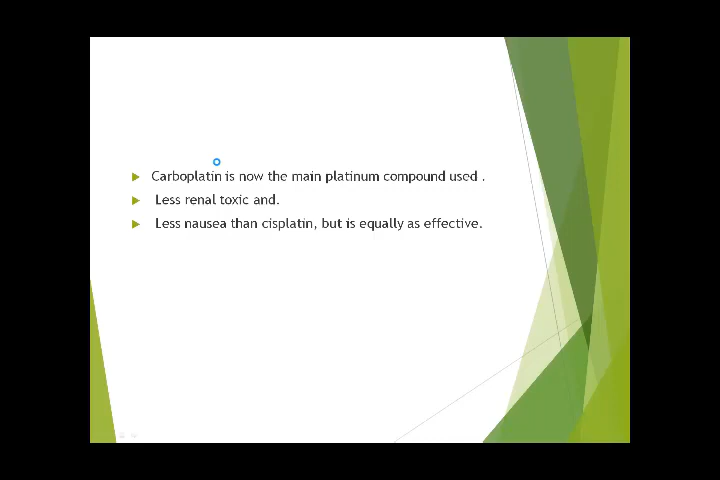 Carboplatin is now the main platinum compound used .
Less renal toxic and.
Less nausea than cisplatin, but is equally as effective.